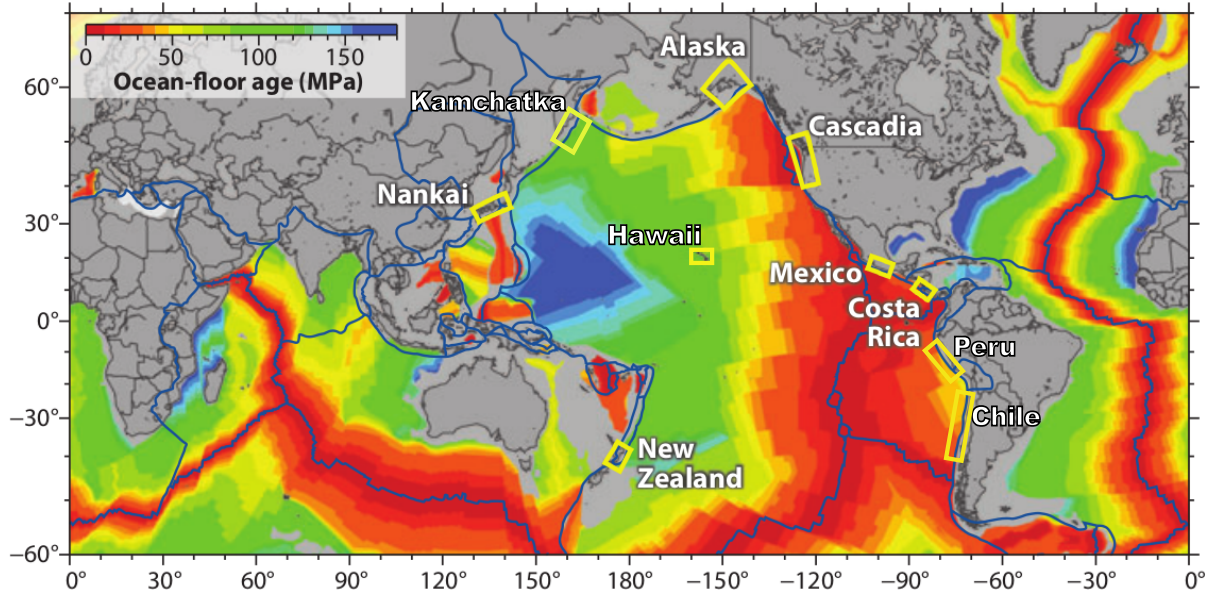 0 50 100 150
Ocean-floor age (MPa)
Alaska
60°
Kamchatka
Cascadia
Nankai
30°
Hawaii
Mexico
Costa
Rica
0°
Peru
−30°
Chile
New
Zealand
−60°
0° 30° 60° 90° 120° 150° 180° −150° −120° −90° −60° −30° 0°